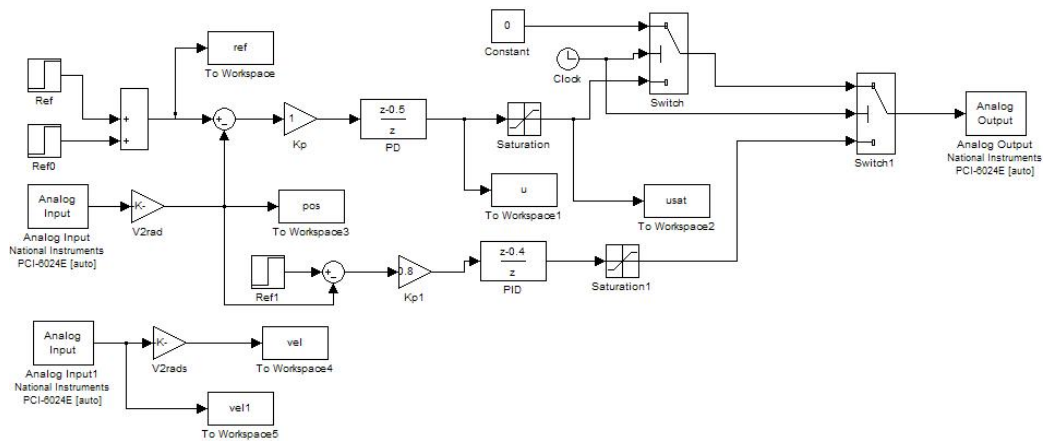 ref
To Workspace
Ref
Ref0
+
+
+
-
1
Kp
z-0.5
z
PD
Saturation
0
Constant
Clock
Switch
Switch1
Analog
Output
Analog Output
National Instruments
PCI-6024E [auto]
Analog
Input
Analog Input
National Instruments
PCI-6024E [auto]
-K-
V2rad
pos
To Workspace3
u
To Workspace1
usat
To Workspace2
Ref1
+
-
0.8
Kp1
z-0.4
z
PID
Saturation1
Analog
Input
Analog Input1
National Instruments
PCI-6024E [auto]
-K-
V2rads
vel
To Workspace4
vel1
To Workspace5